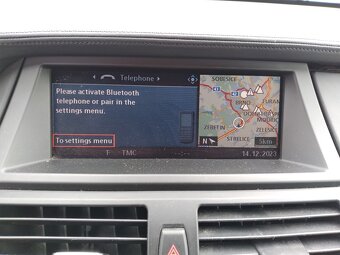 Telephone
Please activate Bluetooth
telephone or pair in the
settings menu.
To settings menu
TMC
SOBESICE
BRNO
ZEBETIN
STRELICE
N
5km
14.12.2023